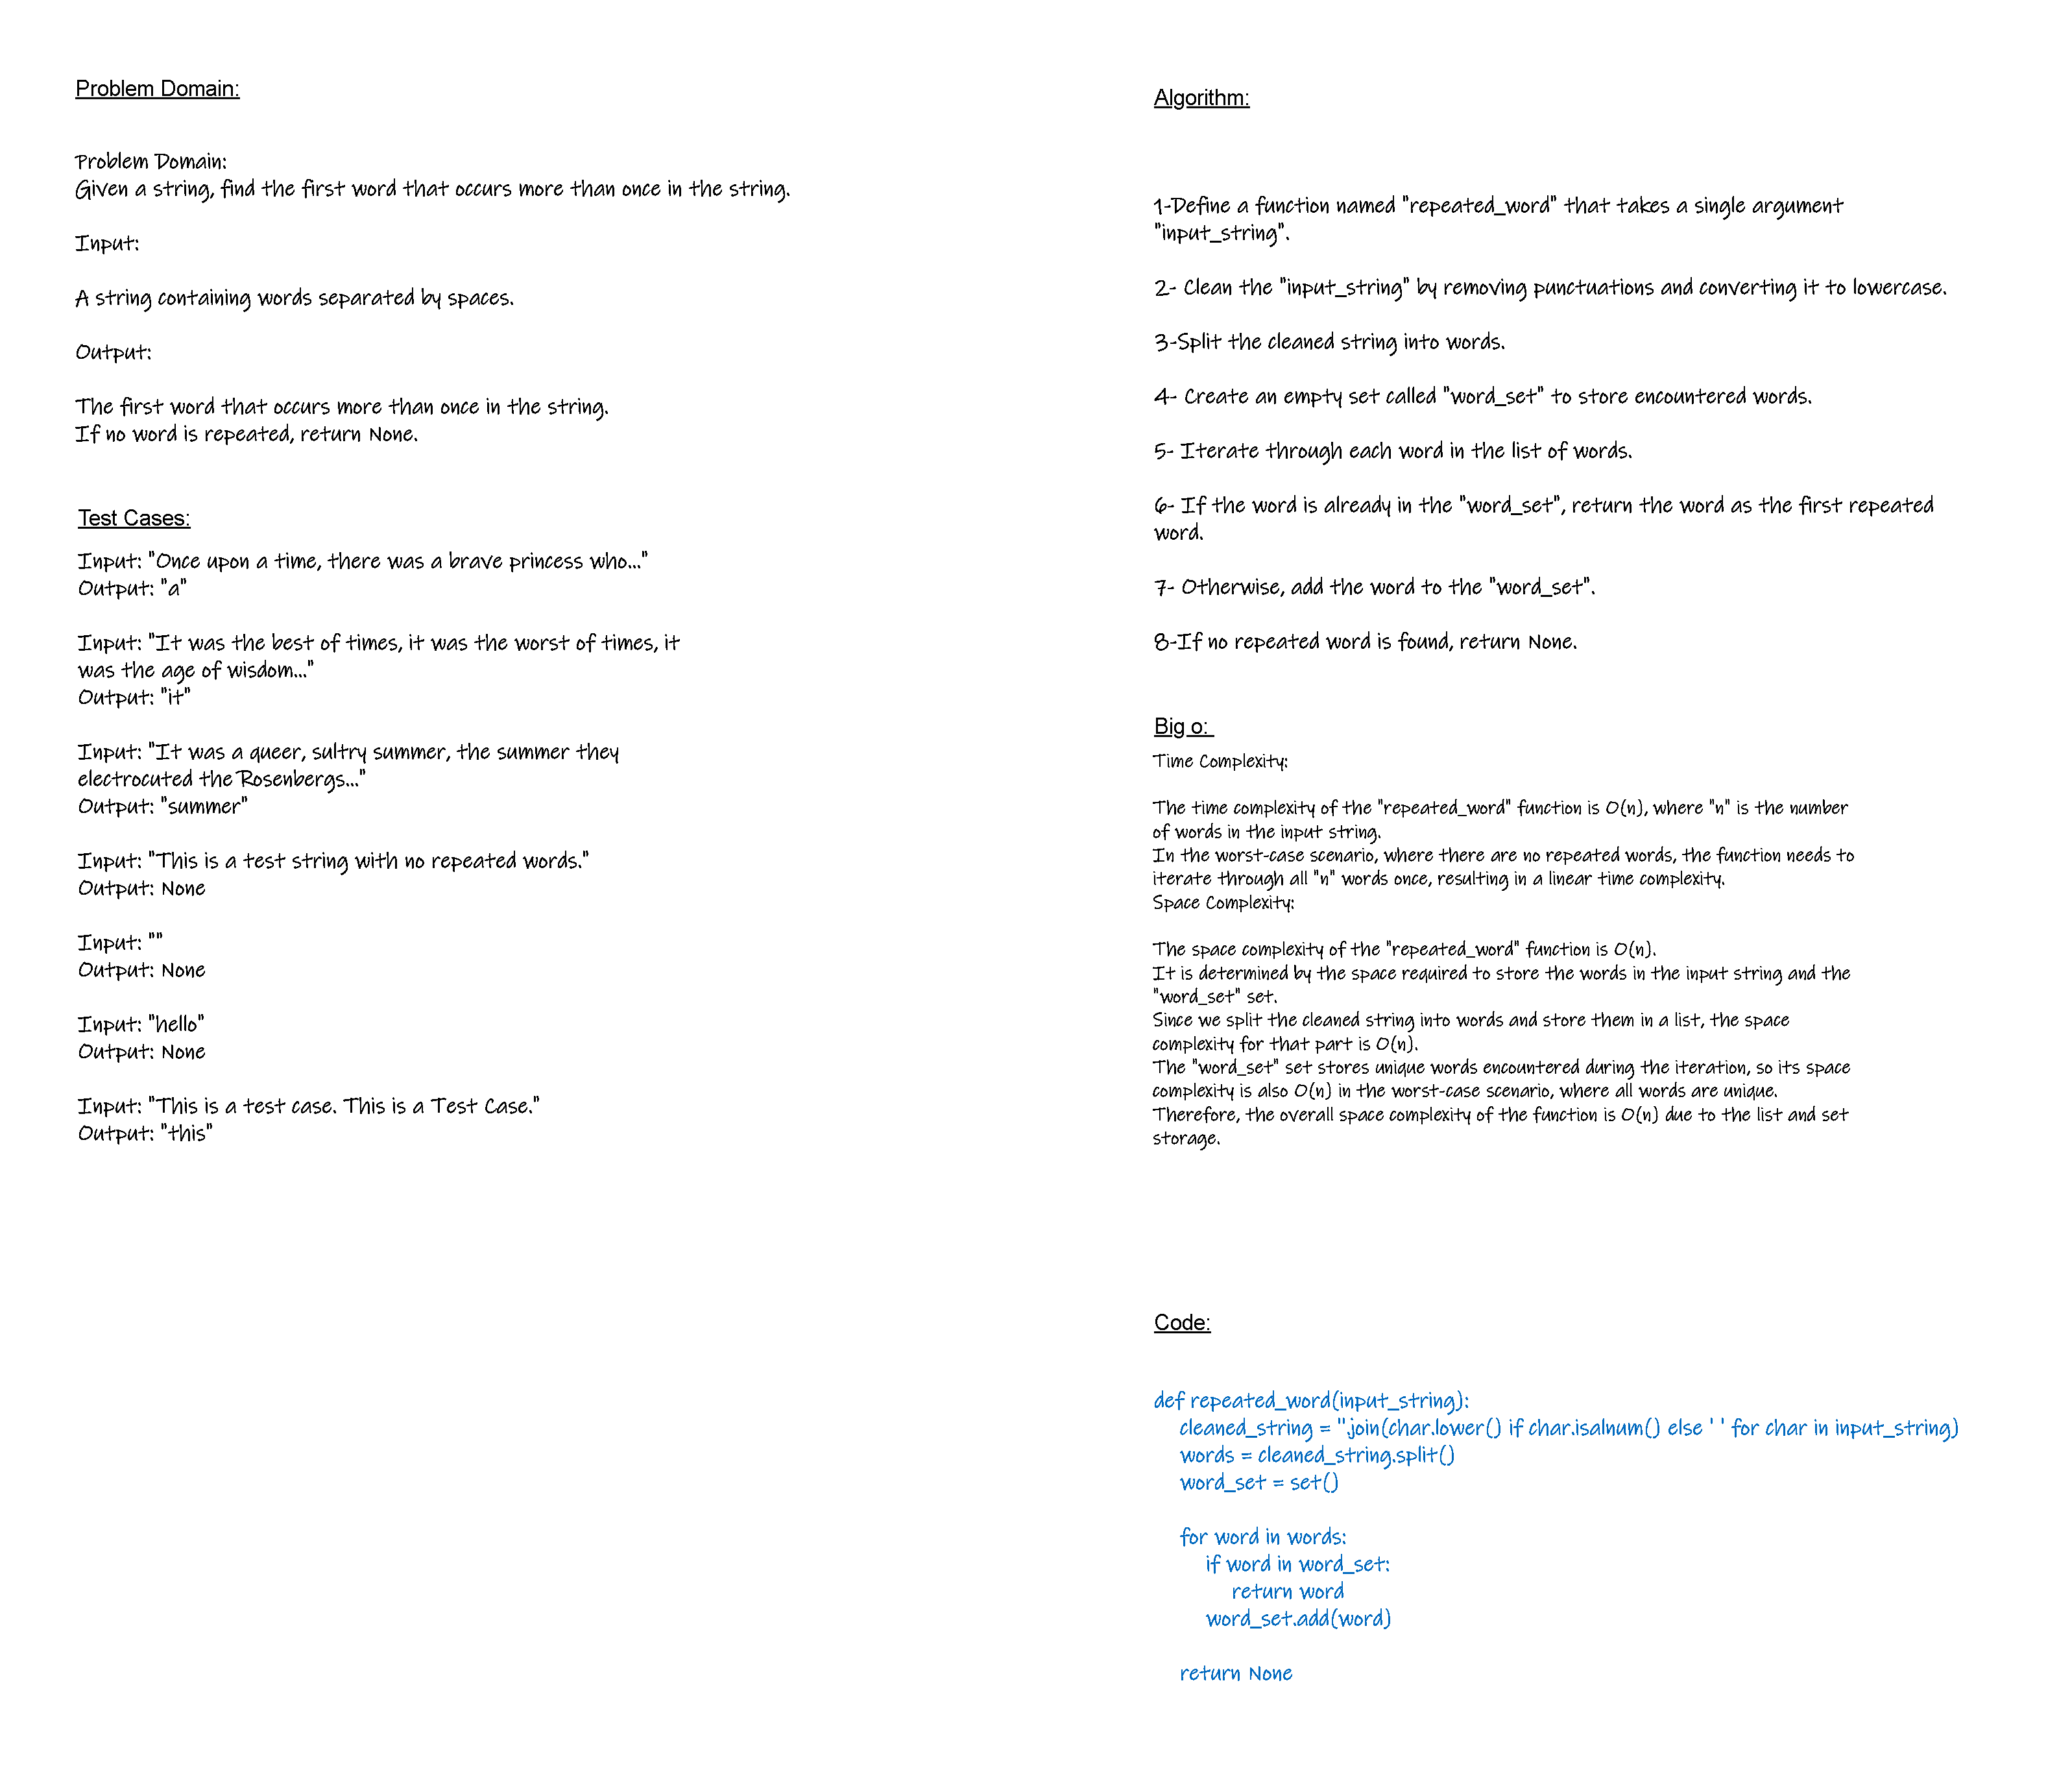 Problem Domain:
Problem Domain:
Given a string, find the first word that occurs more than once in the string.
Input:
A string containing words separated by spaces.
Output:
The first word that occurs more than once in the string.
If no word is repeated, return None.
Test Cases:
Input: "Once upon a time, there was a brave princess who..."
Output: "a"
Input: "It was the best of times, it was the worst of times, it
was the age of wisdom..."
Output: "it"
Input: "It was a queer, sultry summer, the summer they
electrocuted the Rosenbergs..."
Output: "summer"
Input: "This is a test string with no repeated words."
Output: None
Input: ""
Output: None
Input: "hello"
Output: None
Input: "This is a test case. This is a Test Case."
Output: "this"
Algorithm:
1-Define a function named "repeated_word" that takes a single argument
"input_string".
2- Clean the "input_string" by removing punctuations and converting it to lowercase.
3-Split the cleaned string into words.
4- Create an empty set called "word_set" to store encountered words.
5- Iterate through each word in the list of words.
6- If the word is already in the "word_set", return the word as the first repeated
word.
7- Otherwise, add the word to the "word_set".
8-If no repeated word is found, return None.
Big o:
Time Complexity:
The time complexity of the "repeated_word" function is O(n), where "n" is the number
of words in the input string.
In the worst-case scenario, where there are no repeated words, the function needs to
iterate through all "n" words once, resulting in a linear time complexity.
Space Complexity:
The space complexity of the "repeated_word" function is O(n).
It is determined by the space required to store the words in the input string and the
"word_set" set.
Since we split the cleaned string into words and store them in a list, the space
complexity for that part is O(n).
The "word_set" set stores unique words encountered during the iteration, so its space
complexity is also O(n) in the worst-case scenario, where all words are unique.
Therefore, the overall space complexity of the function is O(n) due to the list and set
storage.
Code:
def repeated_word(input_string):
cleaned_string = ''.join(char.lower() if char.isalnum() else ' ' for char in input_string)
words = cleaned_string.split()
word_set = set()
for word in words:
if word in word_set:
return word
word_set.add(word)
return None